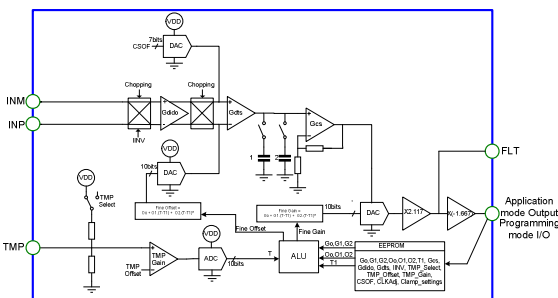 VDD
7bits
CSOF
DAC
Chopping
Chopping
INM
INP
Gdido
Gdts
Gcs
IINV
VDD
10bits
DAC
1
2
FLT
VDD
TMP
Select
Fine Offset =
Fine Gain =
10bits
DAC
X2.117
X(-1.667)
Application
mode Output
Programming
mode I/O
Fine Offset
Fine Gain
TMP
TMP
Gain
TMP
Offset
VDD
ADC
10bits
T
ALU
Go,G1,G2
Oo,O1,O2
T1
EEPROM
Go,G1,G2,Oo,O1,O2,T1, Gcs,
Gdido, Gdts, IINV, TMP_Select,
TMP_Offset, TMP_Gain,
CSOF, CLKAdj, Clamp_settings